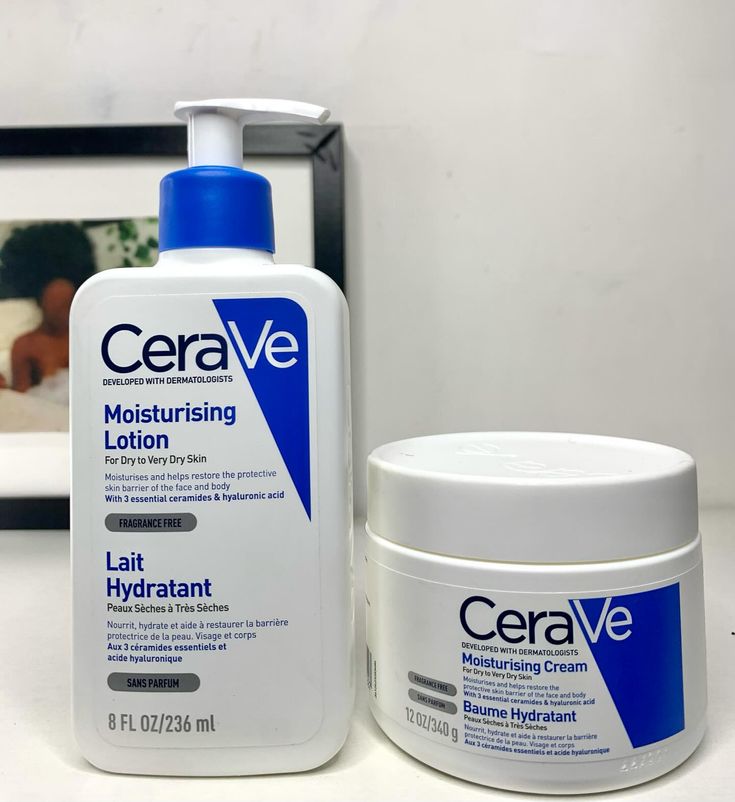 CeraVe
DEVELOPED WITH DERMATOLOGISTS
Moisturising
Lotion
For Dry to Very Dry Skin
Moisturises and helps restore the protective
skin barrier of the face and body
With 3 essential ceramides & hyaluronic acid
FRAGRANCE FREE
Lait
Hydratant
Peaux Sèches à Très Sèches
Nourrit, hydrate et aide à restaurer la barrière
protectrice de la peau. Visage et corps
Aux 3 céramides essentiels et
acide hyaluronique
SANS PARFUM
8 FL OZ/236 ml
CeraVe
DEVELOPED WITH DERMATOLOGISTS
Moisturising Cream
For Dry to Very Dry Skin
Moisturises and helps restore the
protective skin barrier of the face and body
With 3 essential ceramides & hyaluronic acid
FRAGRANCE FREE
SANS PARFUM
12 OZ/340 g
Baume Hydratant
Peaux Sèches à Très Sèches
Nourrit, hydrate et aide à restaurer la barrière
protectrice de la peau. Visage et corps
Aux 3 céramides essentiels et acide hyaluronique